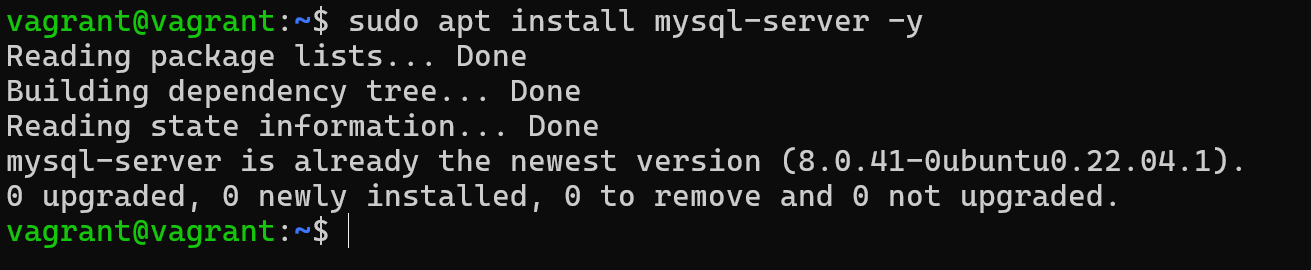 vagrant@vagrant:~$ sudo apt install mysql-server -y
Reading package lists... Done
Building dependency tree... Done
Reading state information... Done
mysql-server is already the newest version (8.0.41-0ubuntu0.22.04.1).
0 upgraded, 0 newly installed, 0 to remove and 0 not upgraded.
vagrant@vagrant:~$